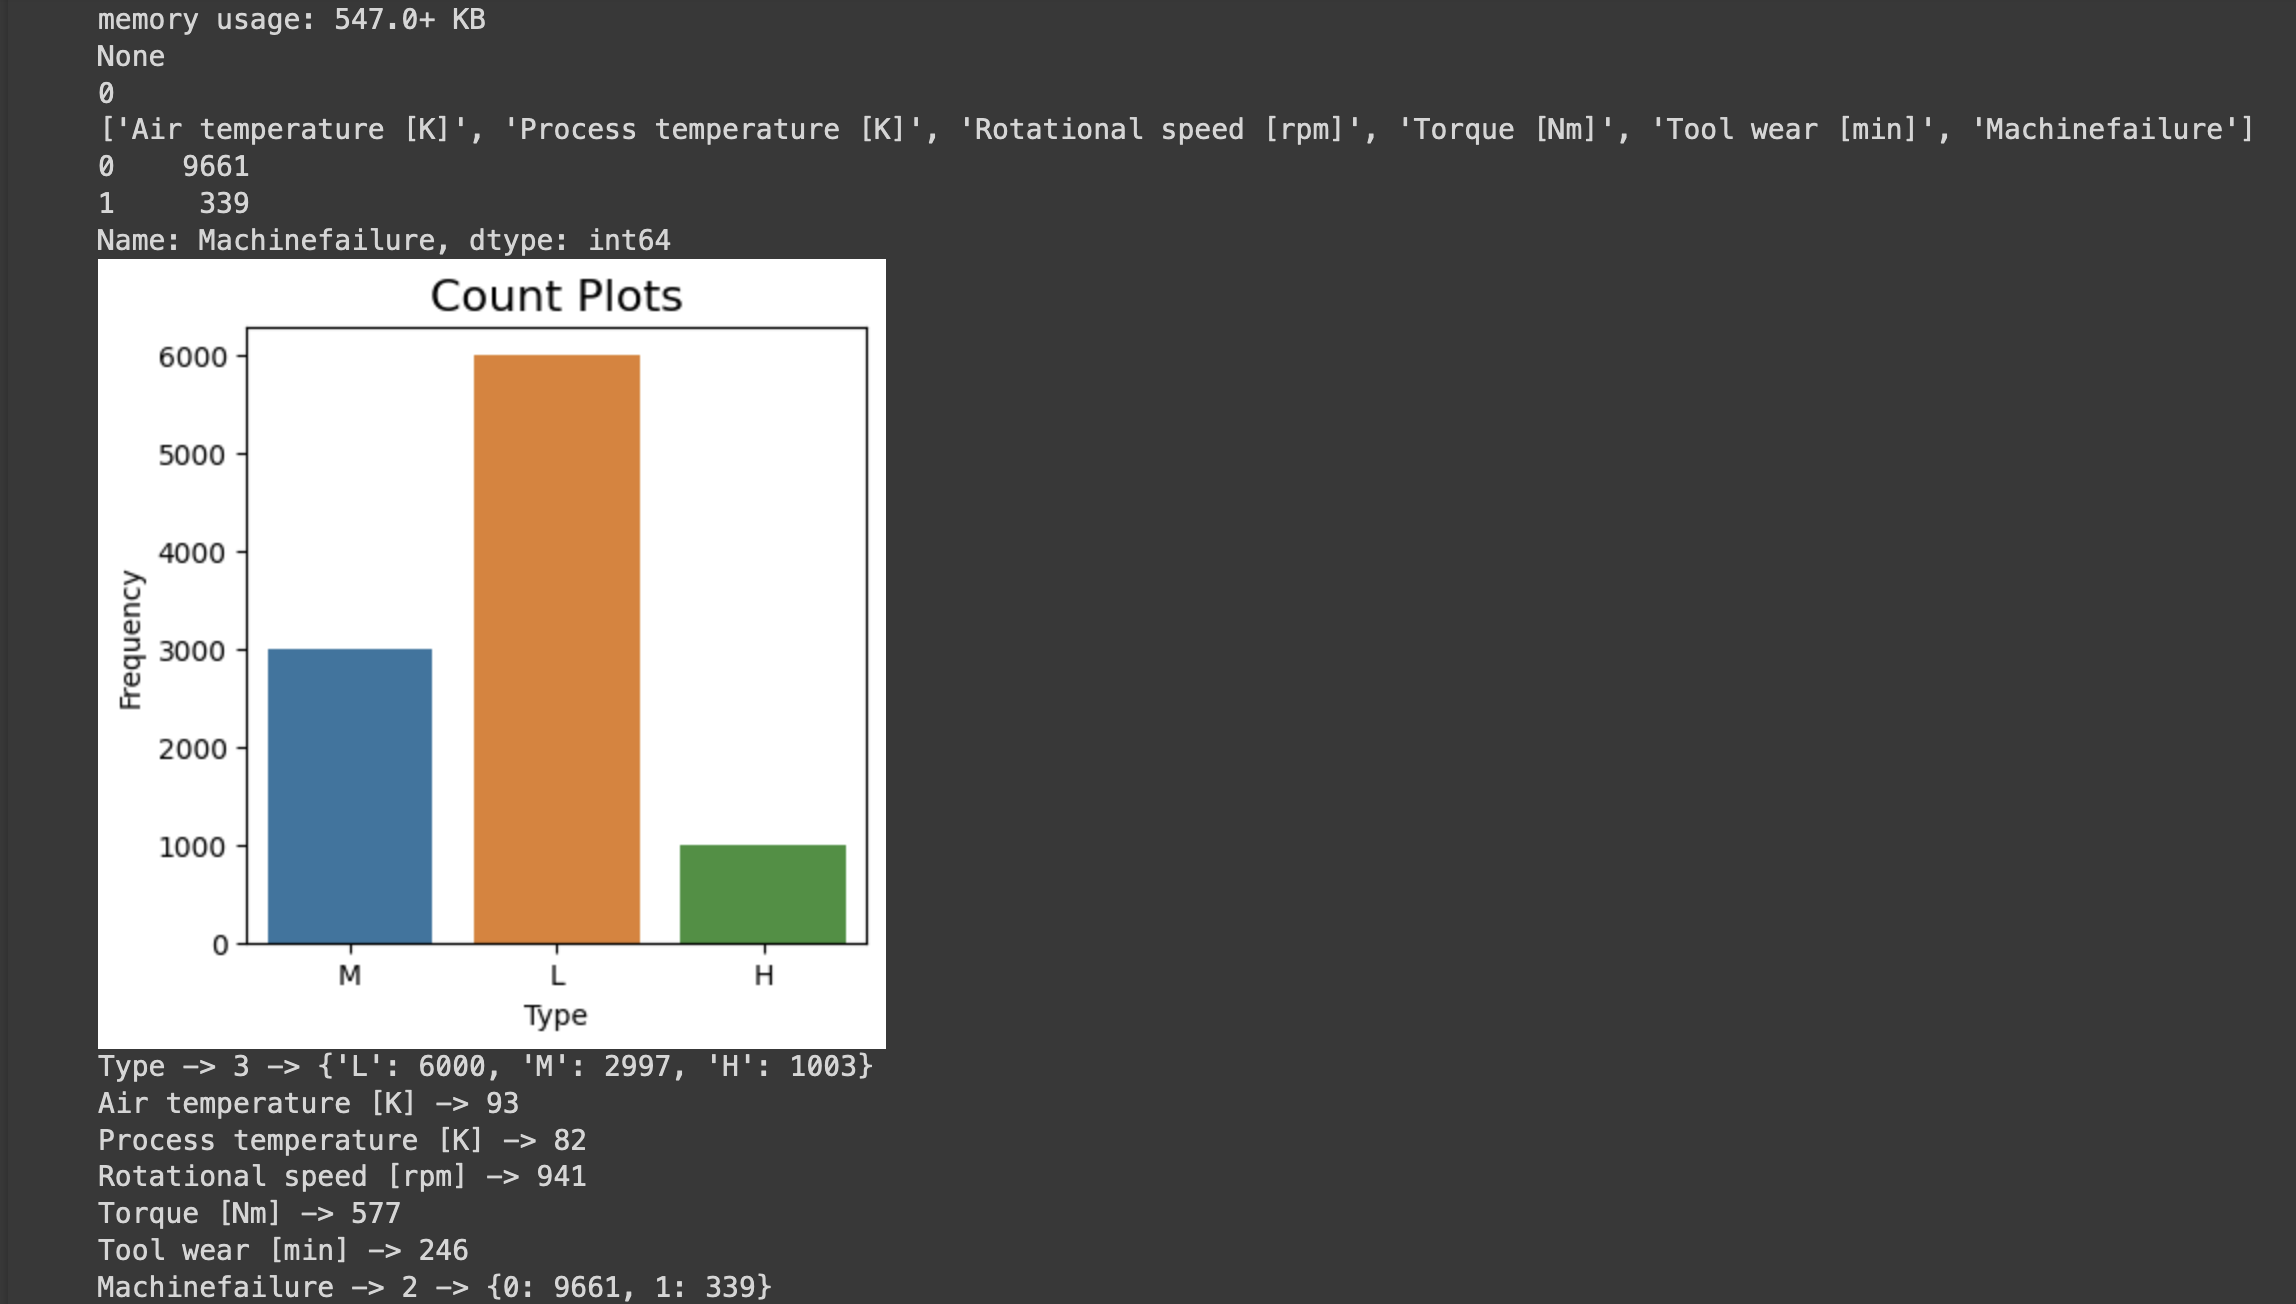 memory usage: 547.0+ KB
None
0
['Air temperature [K]', 'Process temperature [K]', 'Rotational speed [rpm]', 'Torque [Nm]', 'Tool wear [min]', 'Machinefailure']
0    9661
1     339
Name: Machinefailure, dtype: int64
Count Plots
6000
5000
4000
3000
2000
1000
0
Frequency
M L H
Type
Type —> 3 —> {'L': 6000, 'M': 2997, 'H': 1003}
Air temperature [K] —> 93
Process temperature [K] —> 82
Rotational speed [rpm] —> 941
Torque [Nm] —> 577
Tool wear [min] —> 246
Machinefailure —> 2 —> {0: 9661, 1: 339}